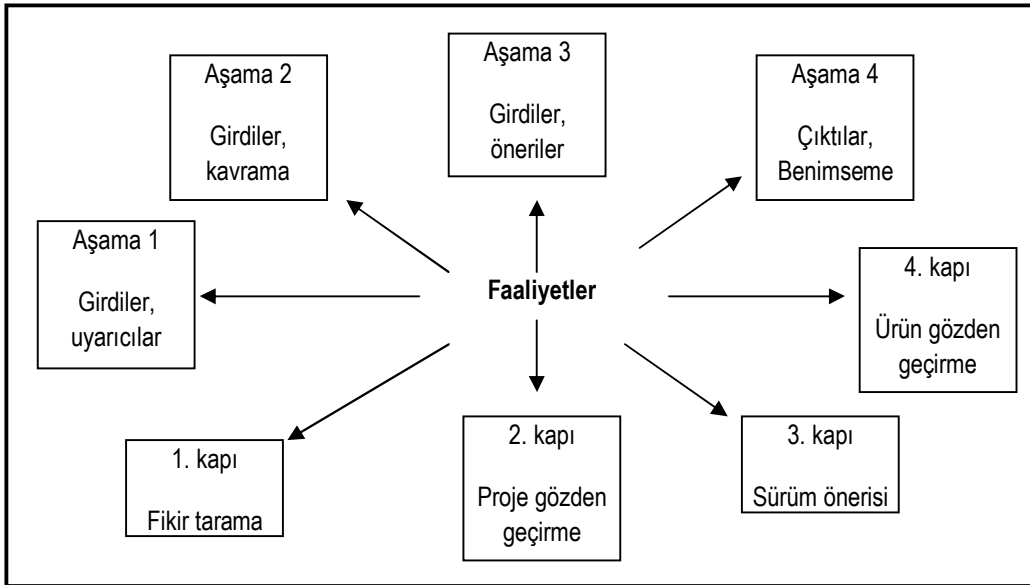 Aşama 2
Girdiler,
kavrama
Aşama 3
Girdiler,
öneriler
Aşama 4
Çıktılar,
Benimseme
Aşama 1
Girdiler,
uyarıcılar
Faaliyetler
4. kapı
Ürün gözden
geçirme
1. kapı
Fikir tarama
2. kapı
Proje gözden
geçirme
3. kapı
Sürüm önerisi